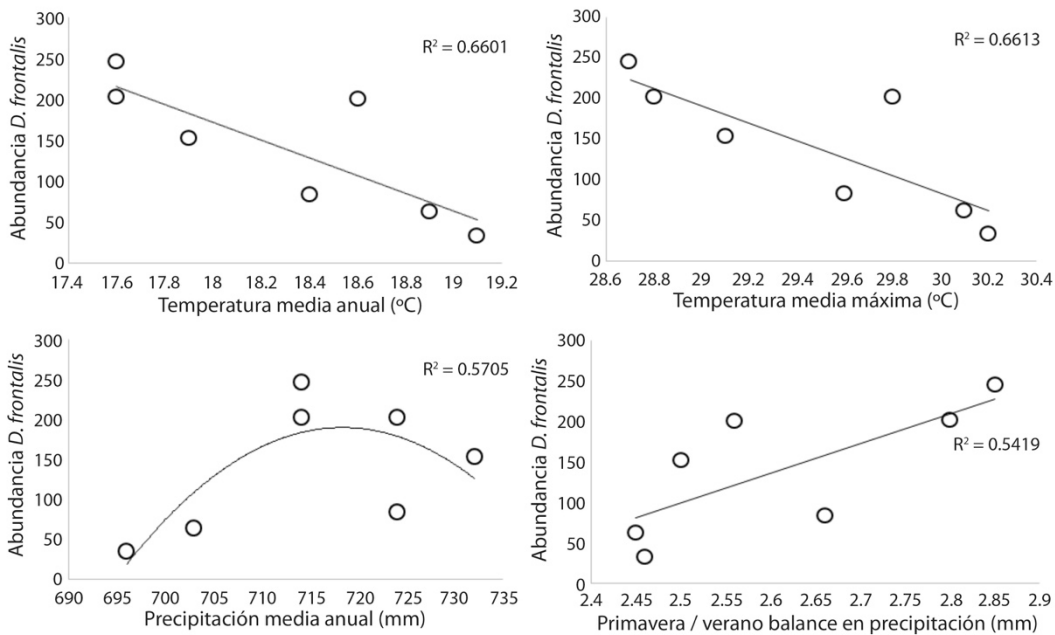 Abundancia D. frontalis
300
250
200
150
100
50
0
R² = 0.6601
17.4 17.6 17.8 18 18.2 18.4 18.6 18.8 19 19.2
Temperatura media anual (ºC)
Abundancia D. frontalis
300
250
200
150
100
50
0
R² = 0.6613
28.6 28.8 29 29.2 29.4 29.6 29.8 30 30.2 30.4
Temperatura media máxima (ºC)
Abundancia D. frontalis
300
250
200
150
100
50
0
R² = 0.5705
690 695 700 705 710 715 720 725 730 735
Precipitación media anual (mm)
Abundancia D. frontalis
300
250
200
150
100
50
0
R² = 0.5419
2.4 2.45 2.5 2.55 2.6 2.65 2.7 2.75 2.8 2.85 2.9
Primavera / verano balance en precipitación (mm)